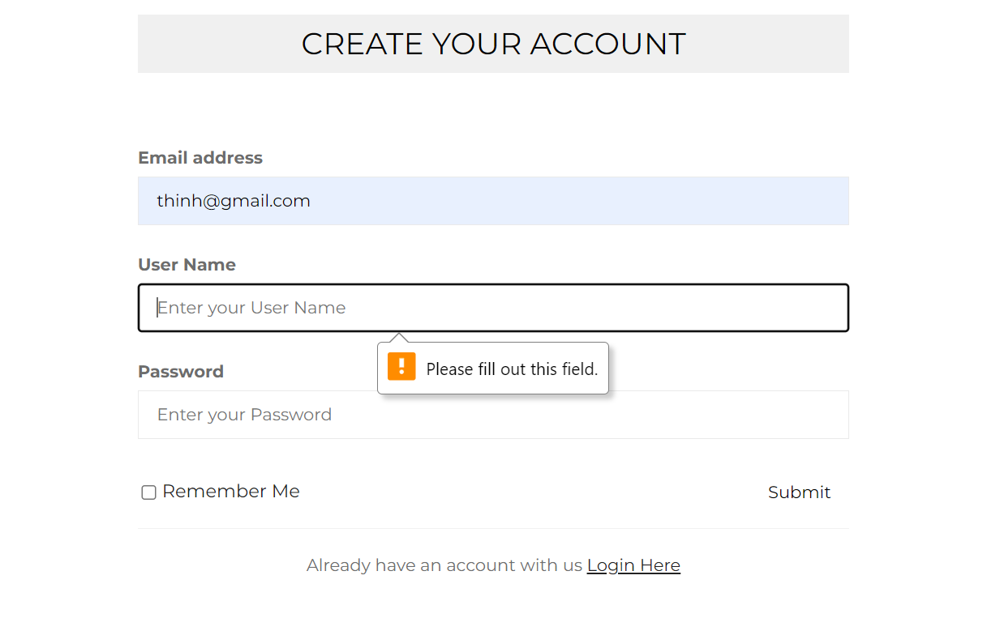 CREATE YOUR ACCOUNT
Email address
thinh@gmail.com
User Name
Enter your User Name
Please fill out this field.
Password
Enter your Password
Remember Me
Submit
Already have an account with us Login Here